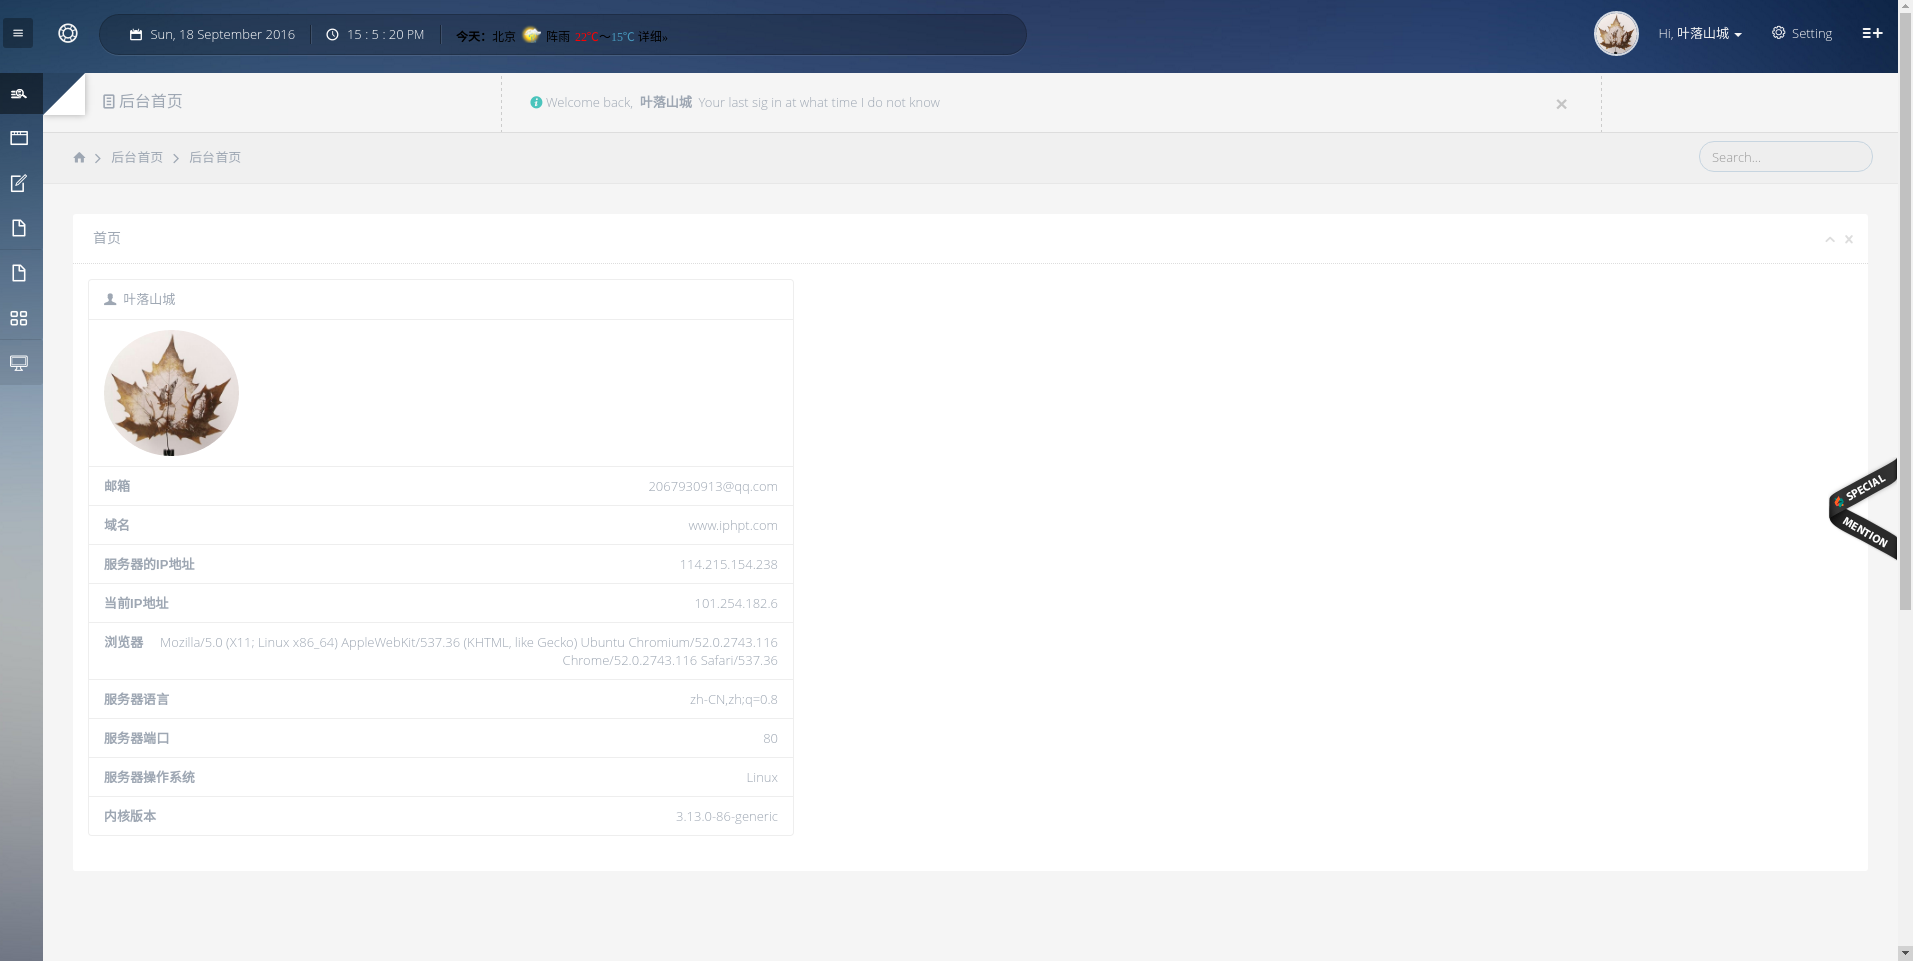 Sun, 18 September 2016
15 : 5 : 20 PM
今天: 北京 阵雨 22℃～15℃ 详细»
Hi, 叶落山城
Setting
后台首页
Welcome back, 叶落山城 Your last sig in at what time I do not know
后台首页 后台首页
Search...
首页
叶落山城
邮箱 2067930913@qq.com
域名 www.iphpt.com
服务器的IP地址 114.215.154.238
当前IP地址 101.254.182.6
浏览器 Mozilla/5.0 (X11; Linux x86_64) AppleWebKit/537.36 (KHTML, like Gecko) Ubuntu Chromium/52.0.2743.116
Chrome/52.0.2743.116 Safari/537.36
服务器语言 zh-CN,zh;q=0.8
服务器端口 80
服务器操作系统 Linux
内核版本 3.13.0-86-generic
SPECIAL
MENTION